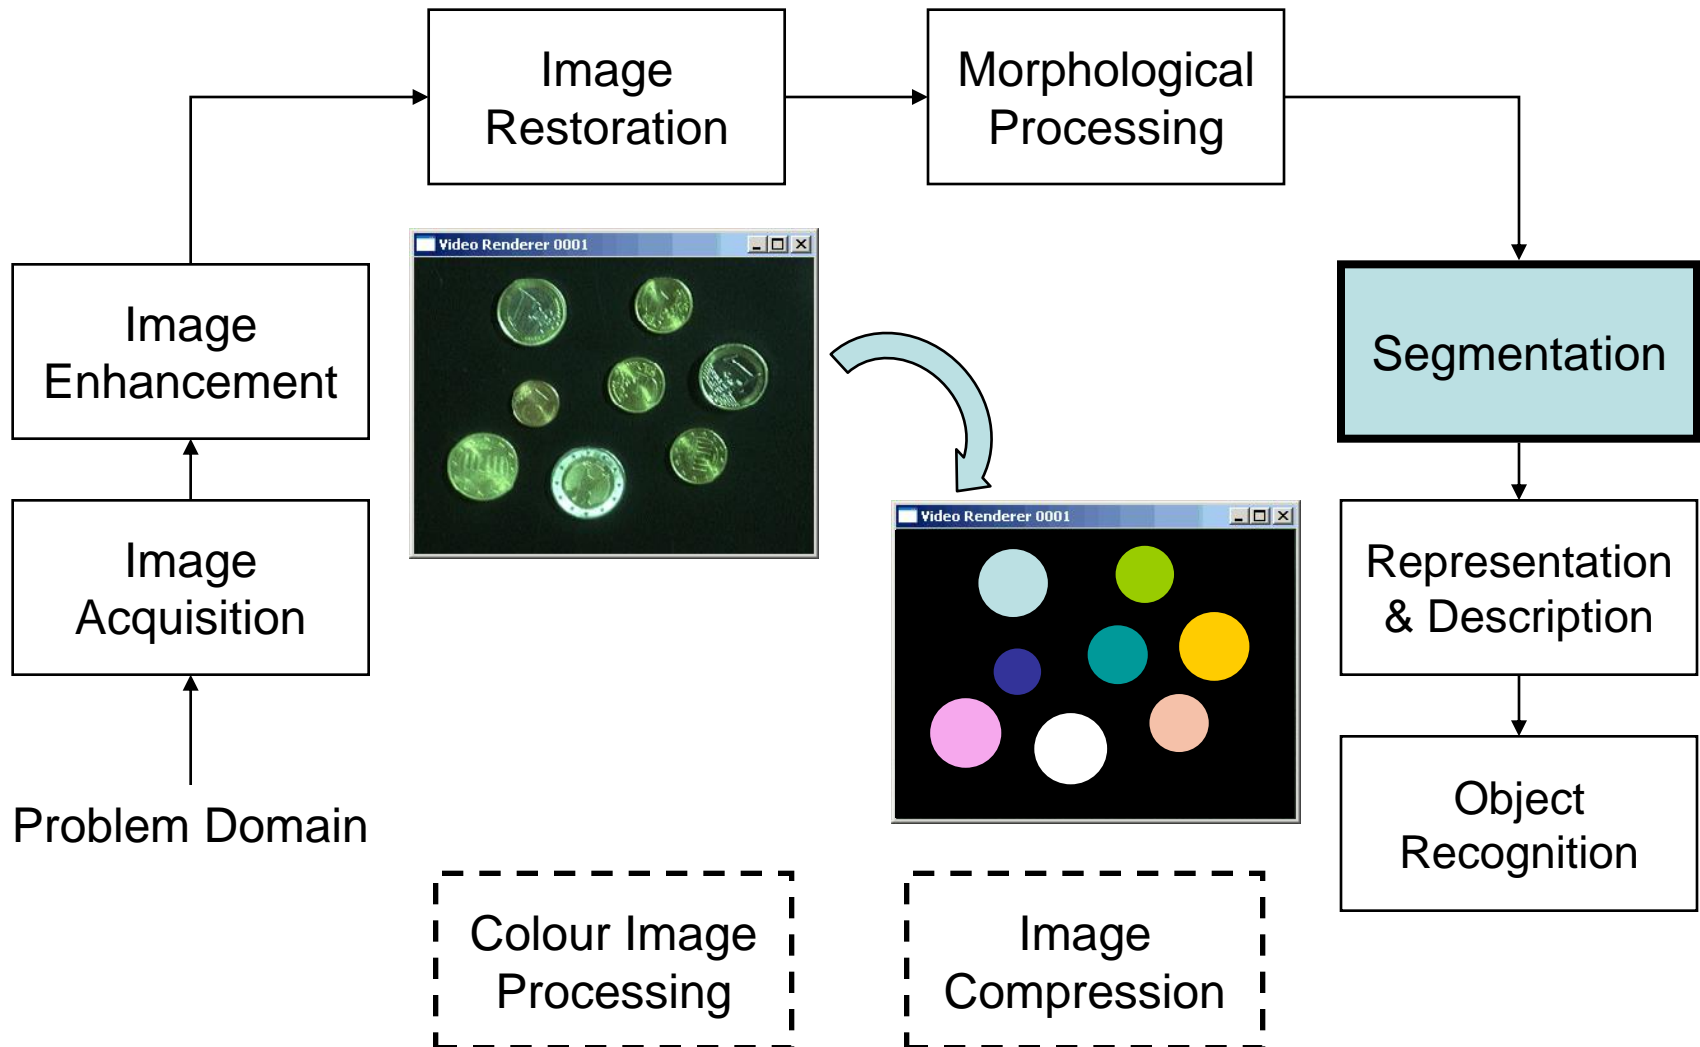 Image
Restoration
Morphological
Processing
Video Renderer 0001
Image
Enhancement
Segmentation
Image
Acquisition
Video Renderer 0001
Representation
& Description
Problem Domain
Object
Recognition
Colour Image
Processing
Image
Compression